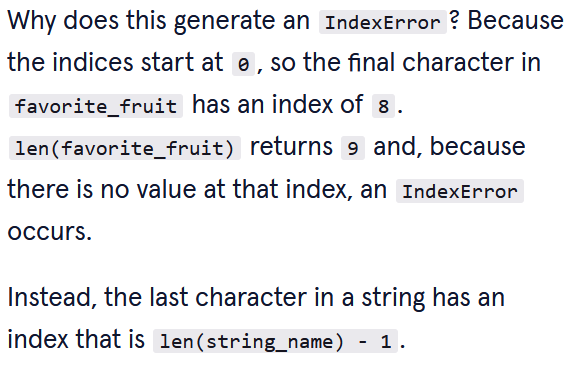 Why does this generate an IndexError? Because
the indices start at 0, so the final character in
favorite_fruit has an index of 8.
len(favorite_fruit) returns 9 and, because
there is no value at that index, an IndexError
occurs.
Instead, the last character in a string has an
index that is len(string_name) - 1.